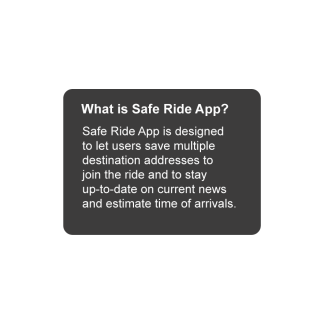 What is Safe Ride App?
Safe Ride App is designed
to let users save multiple
destination addresses to
join the ride and to stay
up-to-date on current news
and estimate time of arrivals.